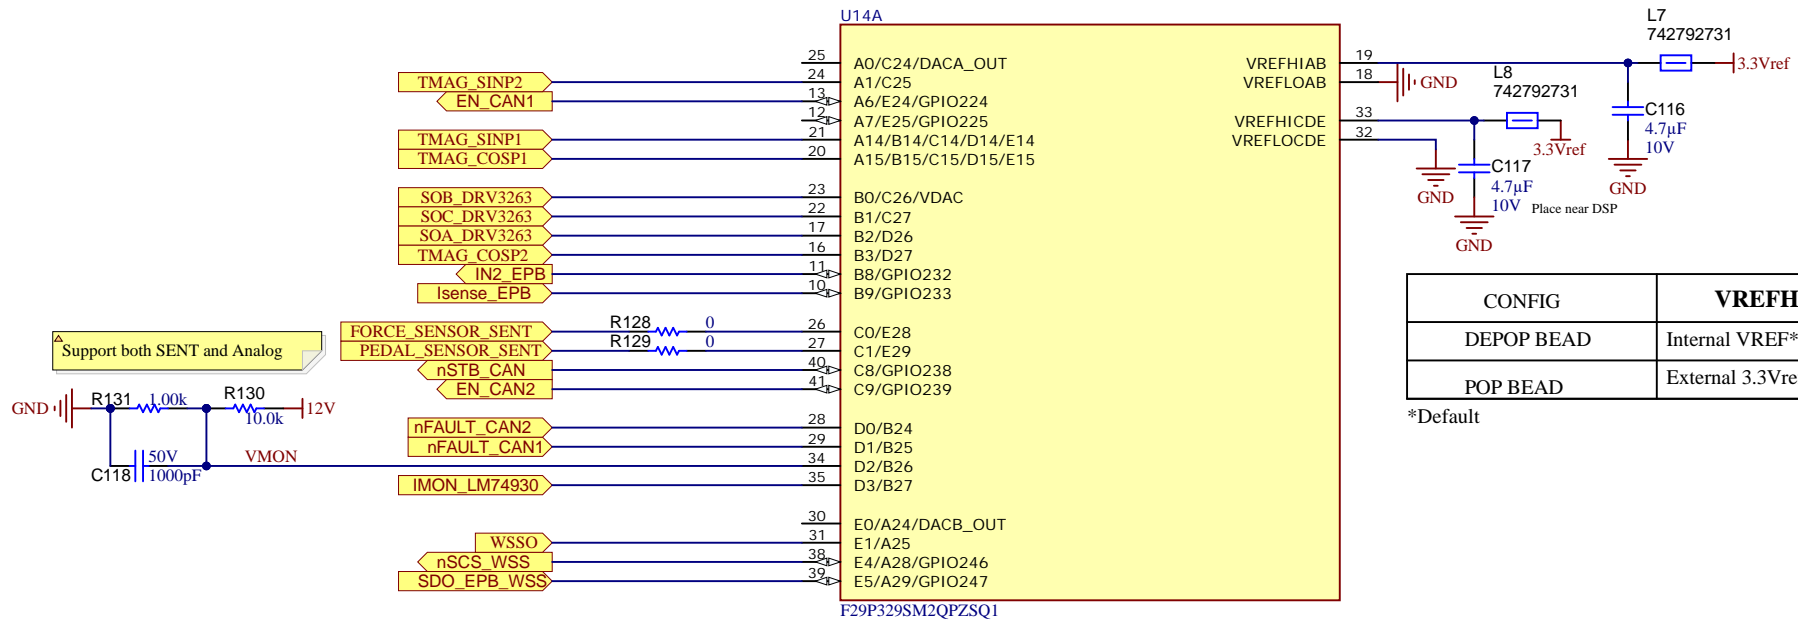 U14A
25 A0/C24/DACA_OUT
TMAG_SINP2 24 A1/C25
EN_CAN1 13 A6/E24/GPIO224
12 A7/E25/GPIO225
TMAG_SINP1 21 A14/B14/C14/D14/E14
TMAG_COSP1 20 A15/B15/C15/D15/E15
SOB_DRV3263 23 B0/C26/VDAC
SOC_DRV3263 22 B1/C27
SOA_DRV3263 17 B2/D26
TMAG_COSP2 16 B3/D27
IN2_EPB 11 B8/GPIO232
Isense_EPB 10 B9/GPIO233
FORCE_SENSOR_SENT R128 0 26 C0/E28
PEDAL_SENSOR_SENT R129 0 27 C1/E29
nSTB_CAN 40 C8/GPIO238
EN_CAN2 41 C9/GPIO239
nFAULT_CAN2 28 D0/B24
nFAULT_CAN1 29 D1/B25
VMON 34 D2/B26
IMON_LM74930 35 D3/B27
30 E0/A24/DACB_OUT
WSSO 31 E1/A25
nSCS_WSS 38 E4/A28/GPIO246
SDO_EPB_WSS 39 E5/A29/GPIO247
F29P329SM2QPZSQ1
Support both SENT and Analog
GND R131 1.00k R130 10.0k 12V
C118 50V
1000pF
VREFHIAB 19
VREFLOAB 18 GND
VREFHICDE 33
VREFLOCDE 32
L7
742792731
3.3Vref
L8
742792731
3.3Vref
C116
4.7µF
10V
GND
C117
4.7µF
10V
GND
GND
Place near DSP
CONFIG VREFH
DEPOP BEAD Internal VREF*
POP BEAD External 3.3Vre
*Default